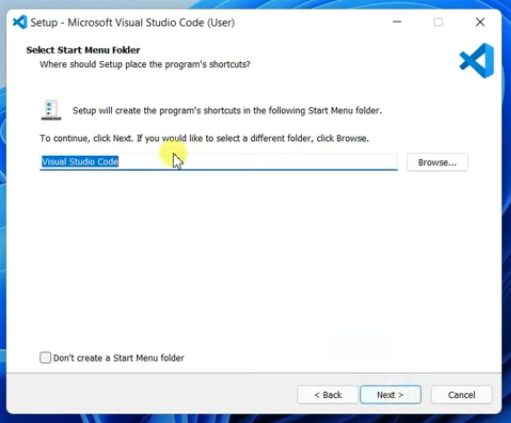 Setup - Microsoft Visual Studio Code (User)
Select Start Menu Folder
Where should Setup place the program's shortcuts?
Setup will create the program's shortcuts in the following Start Menu folder.
To continue, click Next. If you would like to select a different folder, click Browse.
Visual Studio Code
Browse...
Don't create a Start Menu folder
< Back
Next >
Cancel